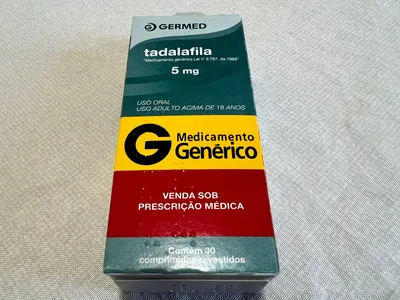 GERMED
tadalafila
"Medicamento genérico Lei n° 9.787, de 1999"
5 mg
USO ORAL
USO ADULTO ACIMA DE 18 ANOS
G Medicamento
Genérico
VENDA SOB
PRESCRIÇÃO MÉDICA
Contém 30
comprimidos revestidos